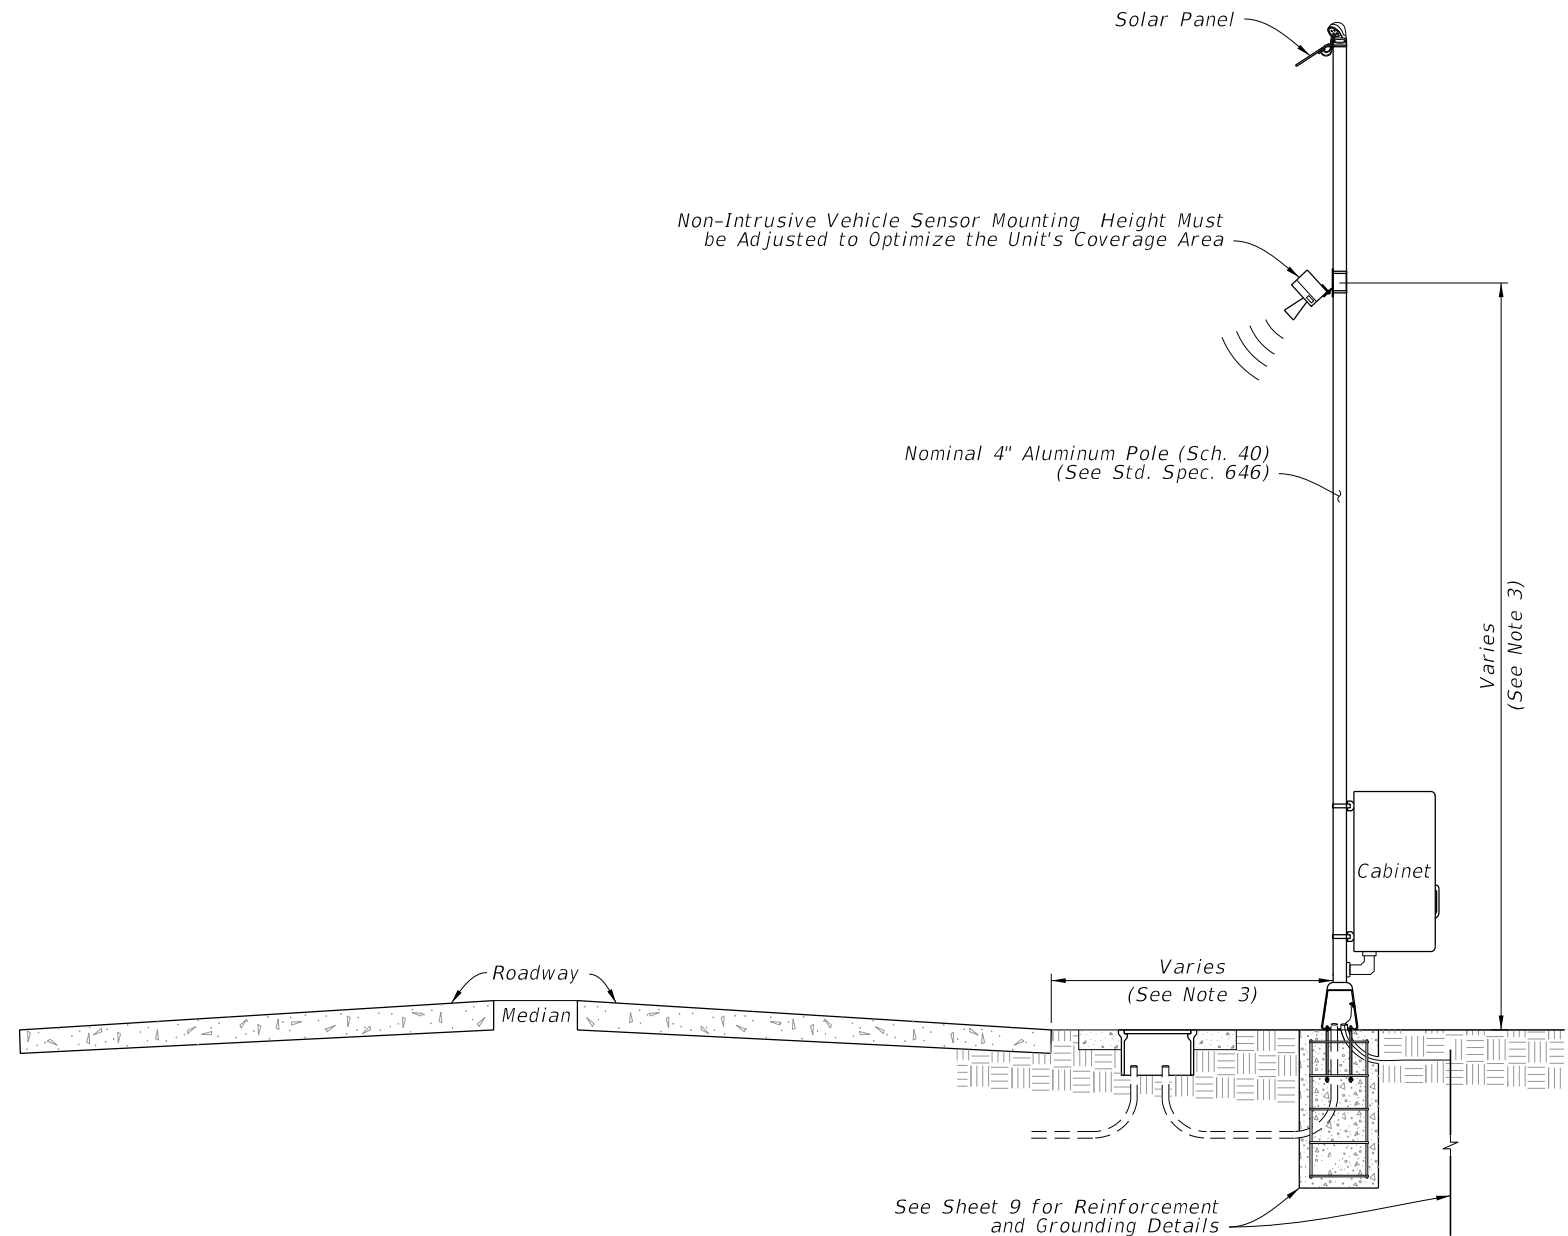 Solar Panel
Non-Intrusive Vehicle Sensor Mounting Height Must
be Adjusted to Optimize the Unit's Coverage Area
Nominal 4" Aluminum Pole (Sch. 40)
(See Std. Spec. 646)
Varies
(See Note 3)
Cabinet
Roadway
Median
Varies
(See Note 3)
See Sheet 9 for Reinforcement
and Grounding Details